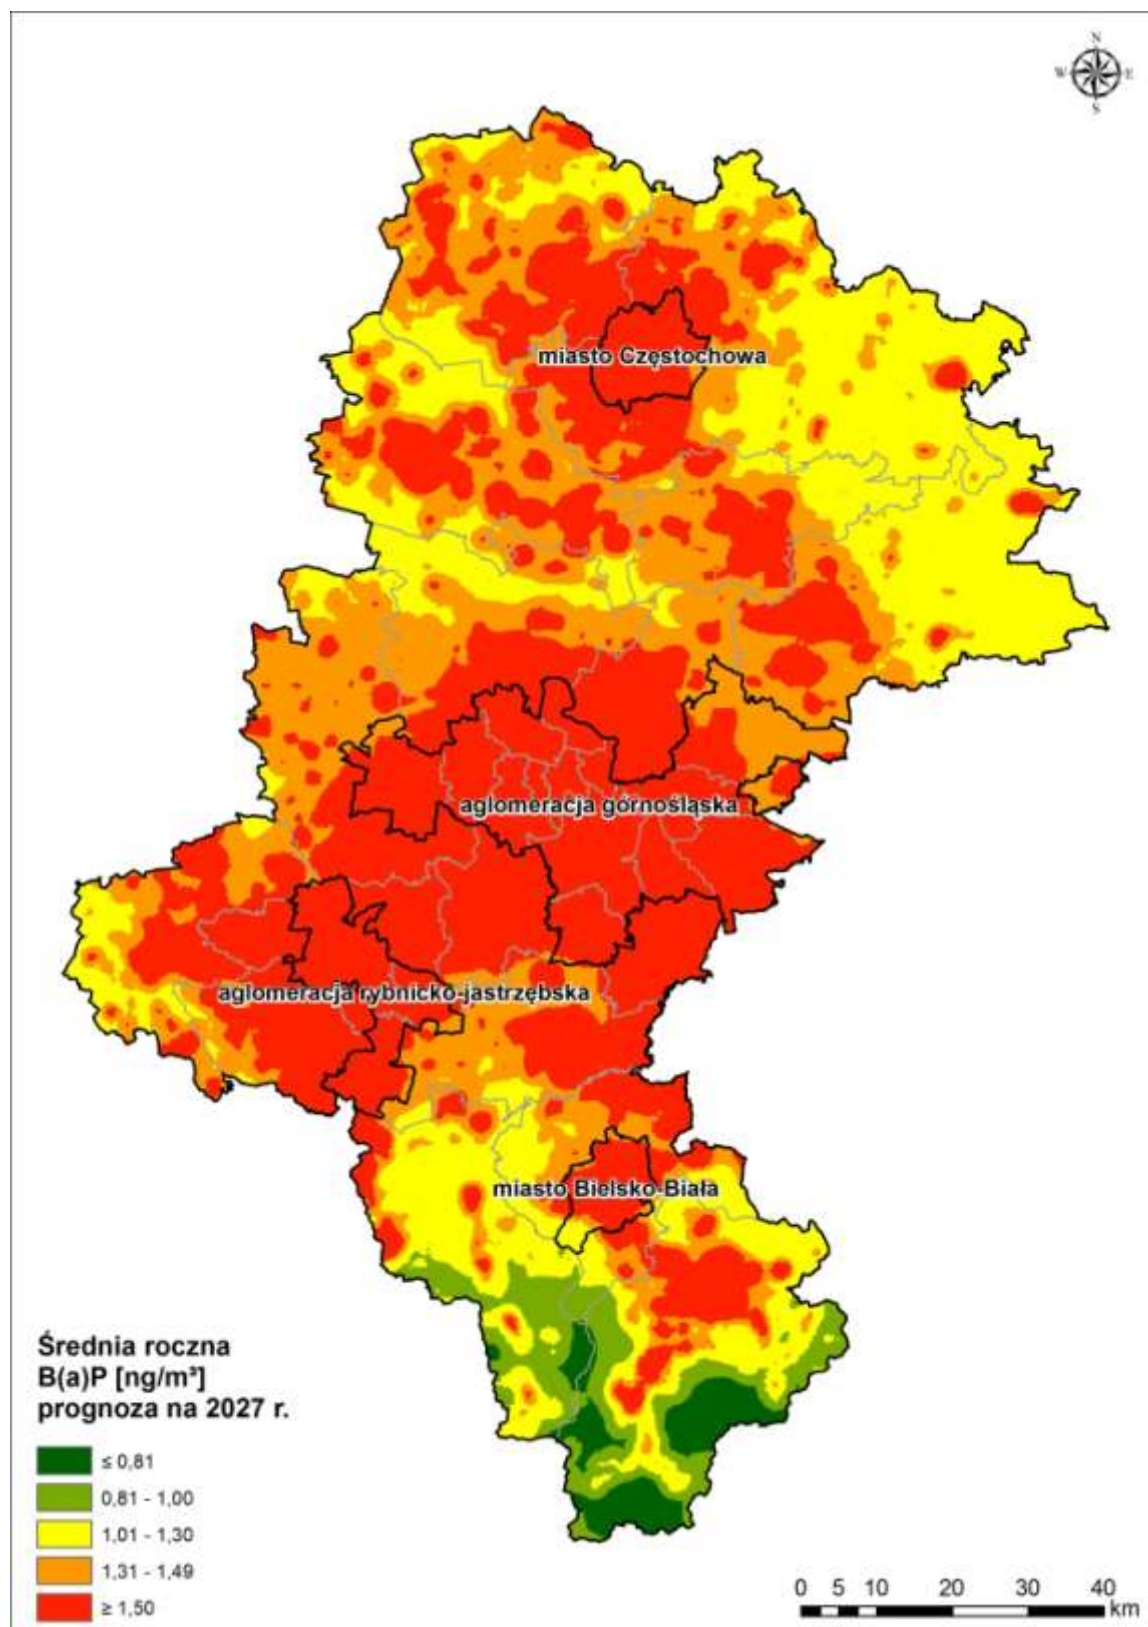 N
W E
S
miasto Częstochowa
aglomeracja górnośląska
aglomeracja rybnicko-jastrzębska
miasto Bielsko-Biała
Średnia roczna
B(a)P [ng/m³]
prognoza na 2027 r.
≤ 0,81
0,81 - 1,00
1,01 - 1,30
1,31 - 1,49
≥ 1,50
0 5 10 20 30 40
km